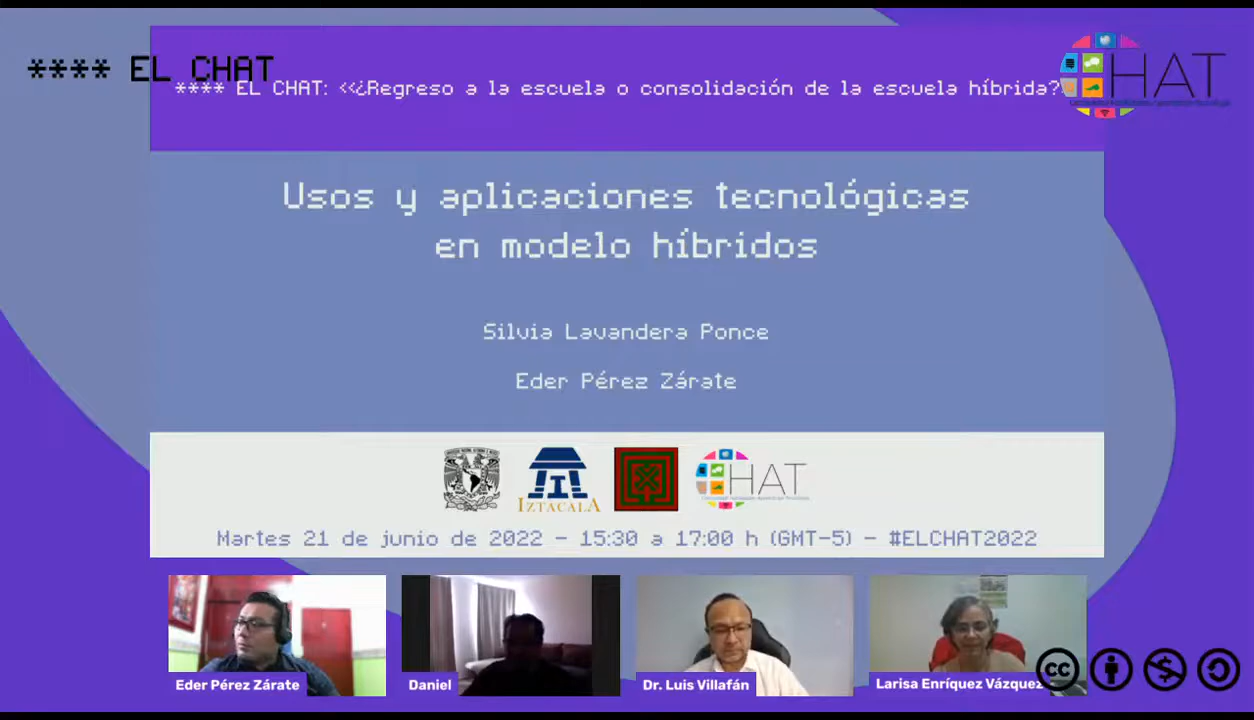 **** EL CHAT
**** EL CHAT: <<¿Regreso a la escuela o consolidación de la escuela híbrida?
HAT
Usos y aplicaciones tecnológicas
en modelo híbridos
Silvia Lavandera Ponce
Eder Pérez Zárate
IZTACALA
HAT
Martes 21 de junio de 2022 - 15:30 a 17:00 h (GMT-5) - #ELCHAT2022
Eder Pérez Zárate
Daniel
Dr. Luis Villafán
Larisa Enríquez Vázquez
cc